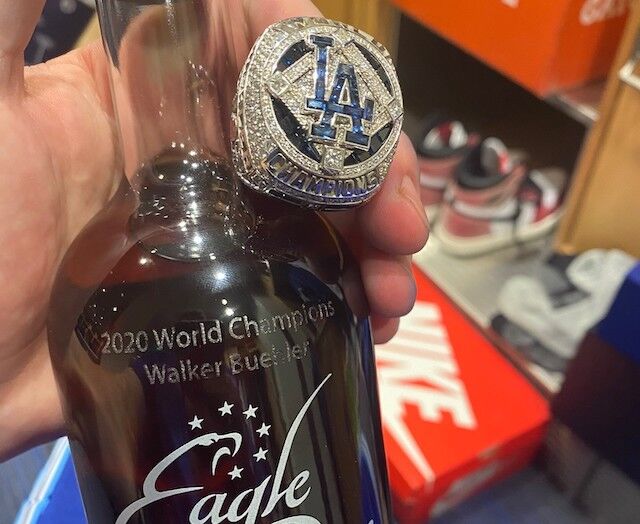 LA
CHAMPIONS
2020 World Champions
Walker Buehler
Eagle
NIKE